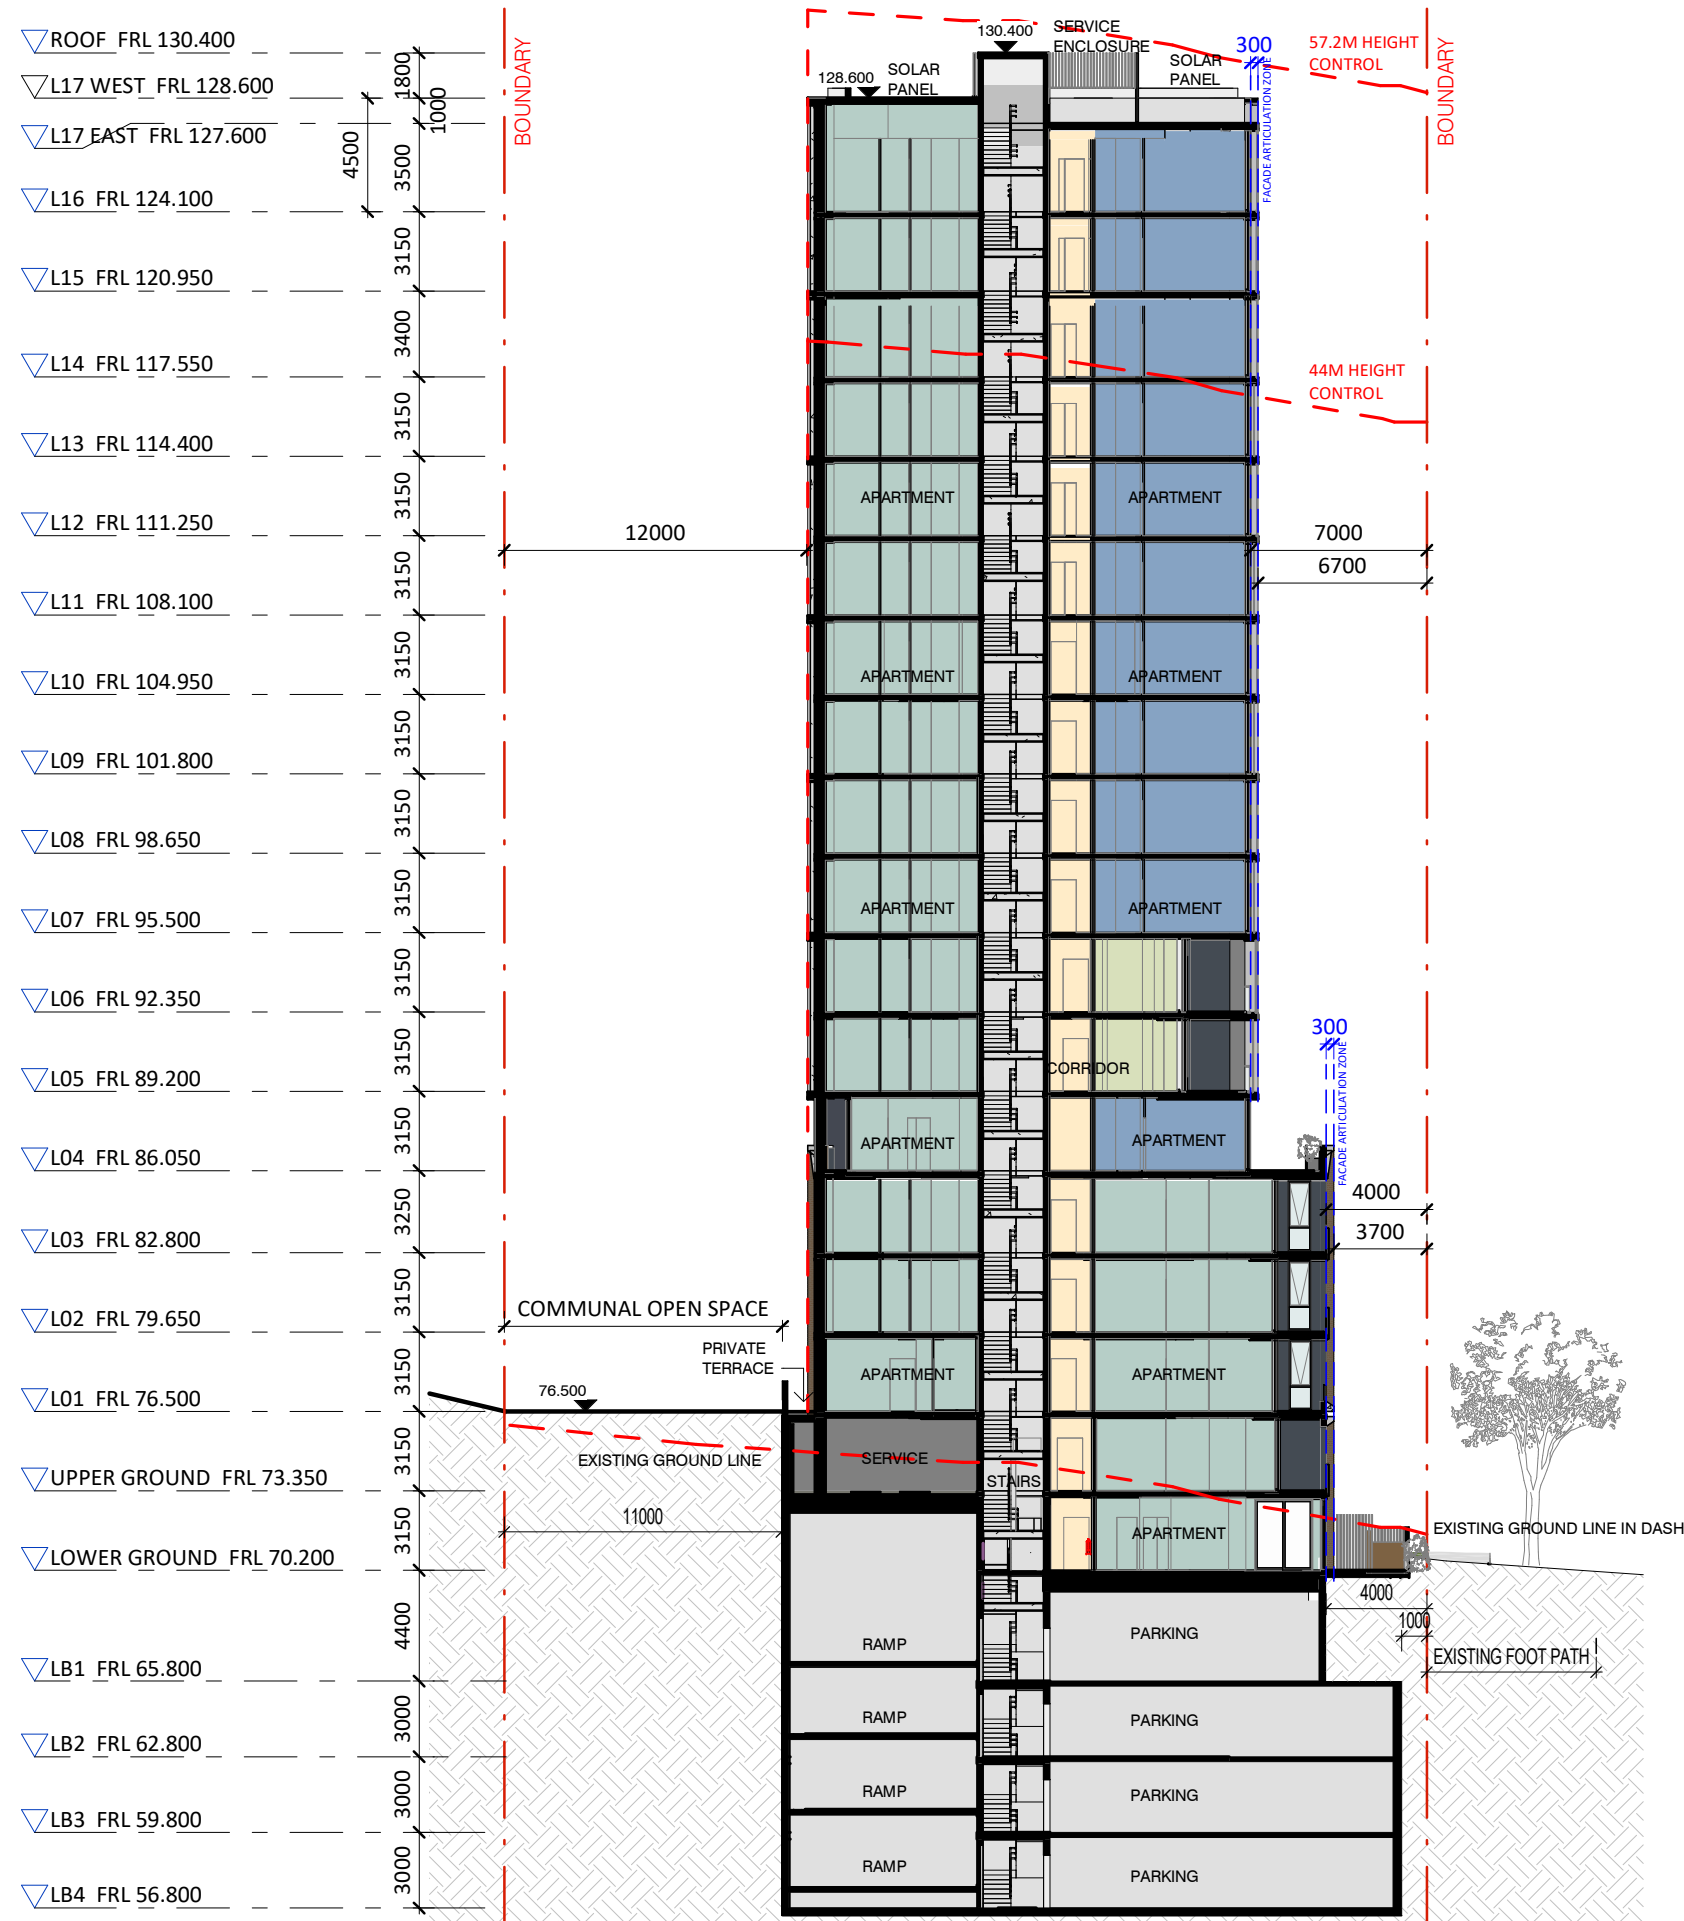 ROOF FRL 130.400
L17 WEST FRL 128.600
L17 EAST FRL 127.600
L16 FRL 124.100
L15 FRL 120.950
L14 FRL 117.550
L13 FRL 114.400
L12 FRL 111.250
L11 FRL 108.100
L10 FRL 104.950
L09 FRL 101.800
L08 FRL 98.650
L07 FRL 95.500
L06 FRL 92.350
L05 FRL 89.200
L04 FRL 86.050
L03 FRL 82.800
L02 FRL 79.650
L01 FRL 76.500
UPPER GROUND FRL 73.350
LOWER GROUND FRL 70.200
LB1 FRL 65.800
LB2 FRL 62.800
LB3 FRL 59.800
LB4 FRL 56.800
1800
1000
4500
3500
3150
3400
3150
3150
3150
3150
3150
3150
3150
3150
3150
3150
3250
3150
3150
3150
3150
4400
3000
3000
3000
BOUNDARY
130.400
SERVICE
ENCLOSURE
128.600
SOLAR
PANEL
SOLAR
PANEL
300
FACADE ARTICULATION ZONE
57.2M HEIGHT
CONTROL
BOUNDARY
44M HEIGHT
CONTROL
APARTMENT
APARTMENT
12000
7000
6700
APARTMENT
APARTMENT
APARTMENT
APARTMENT
CORRIDOR
300
FACADE ARTICULATION ZONE
APARTMENT
APARTMENT
4000
3700
COMMUNAL OPEN SPACE
PRIVATE
TERRACE
APARTMENT
APARTMENT
76.500
EXISTING GROUND LINE
SERVICE
STAIRS
11000
APARTMENT
EXISTING GROUND LINE IN DASH
4000
1000
EXISTING FOOT PATH
RAMP
PARKING
RAMP
PARKING
RAMP
PARKING
RAMP
PARKING